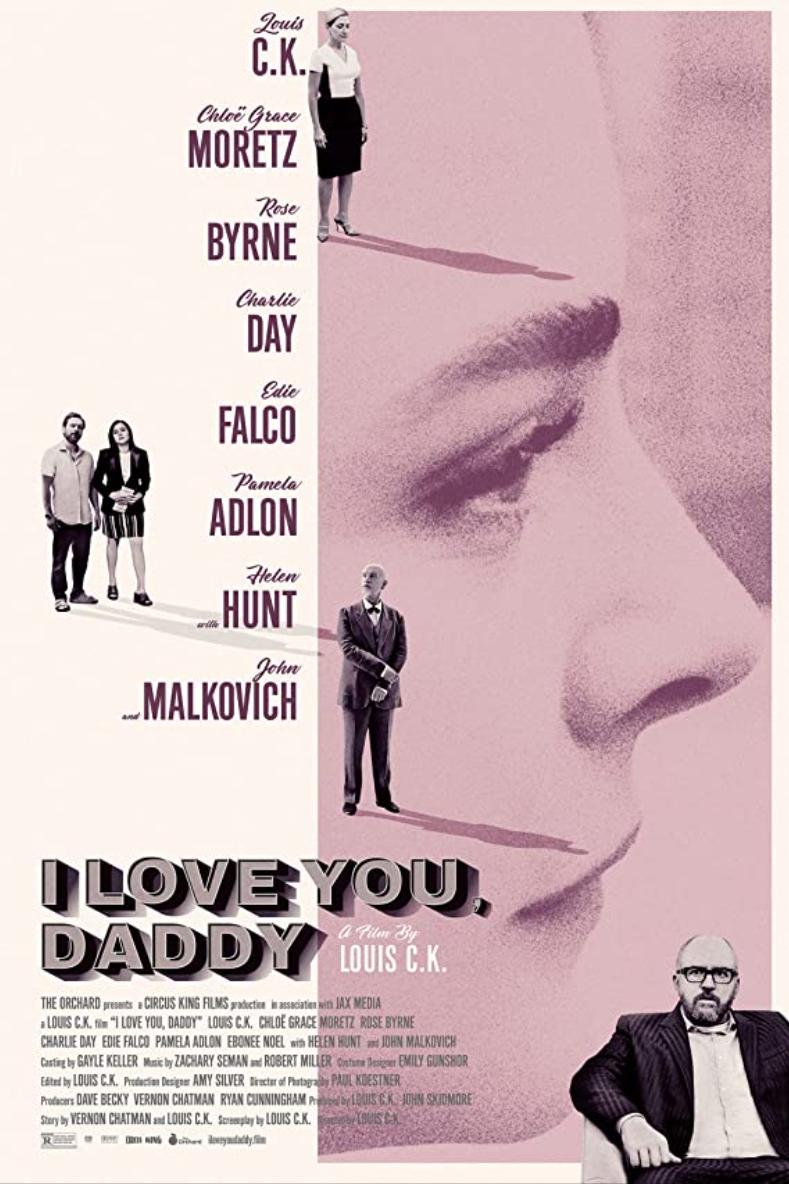 Louis
C.K.
Chloë Grace
MORETZ
Rose
BYRNE
Charlie
DAY
Edie
FALCO
Pamela
ADLON
Helen
with HUNT
John
and MALKOVICH
I LOVE YOU,
DADDY
A Film By
LOUIS C.K.
THE ORCHARD presents a CIRCUS KING FILMS production in association with JAX MEDIA
a LOUIS C.K. film "I LOVE YOU, DADDY" LOUIS C.K. CHLOË GRACE MORETZ ROSE BYRNE
CHARLIE DAY EDIE FALCO PAMELA ADLON EBONEE NOEL with HELEN HUNT and JOHN MALKOVICH
Casting by GAYLE KELLER Music by ZACHARY SEMAN and ROBERT MILLER Costume Designer EMILY GUNSHOR
Edited by LOUIS C.K. Production Designer AMY SILVER Director of Photography PAUL KOESTNER
Producers DAVE BECKY VERNON CHATMAN RYAN CUNNINGHAM Produced by LOUIS C.K. JOHN SKIDMORE
Story by VERNON CHATMAN and LOUIS C.K. Screenplay by LOUIS C.K. Directed by LOUIS C.K.
R CIRCUS KING The Orchard iloveyoudaddy.film